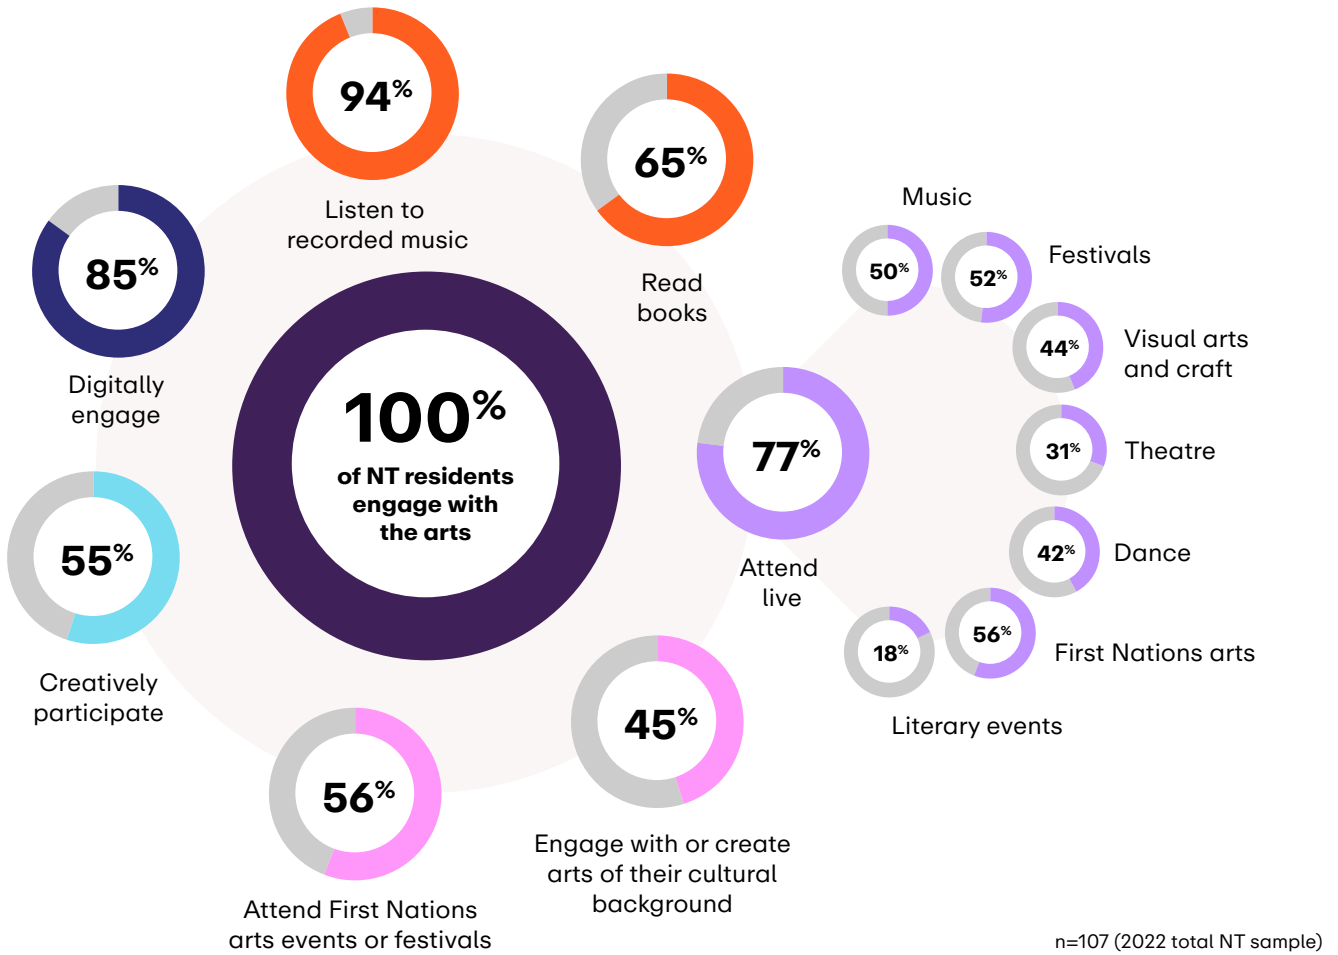 94%
Listen to
recorded music
65%
Read
books
85%
Digitally
engage
100%
of NT residents
engage with
the arts
55%
Creatively
participate
77%
Attend
live
56%
Attend First Nations
arts events or festivals
45%
Engage with or create
arts of their cultural
background
Music
50%
52%
Festivals
44%
Visual arts
and craft
31%
Theatre
42%
Dance
56%
First Nations arts
18%
Literary events
n=107 (2022 total NT sample)